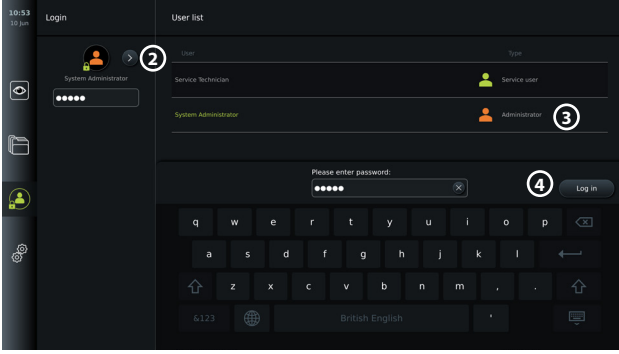 10:53
10 Jun
Login
User list
2
System Administrator
●●●●●
User Type
Service Technician Service user
System Administrator Administrator
3
Please enter password:
●●●●●
4
Log in
q w e r t y u i o p
a s d f g h j k l
z x c v b n m , .
&123 British English '